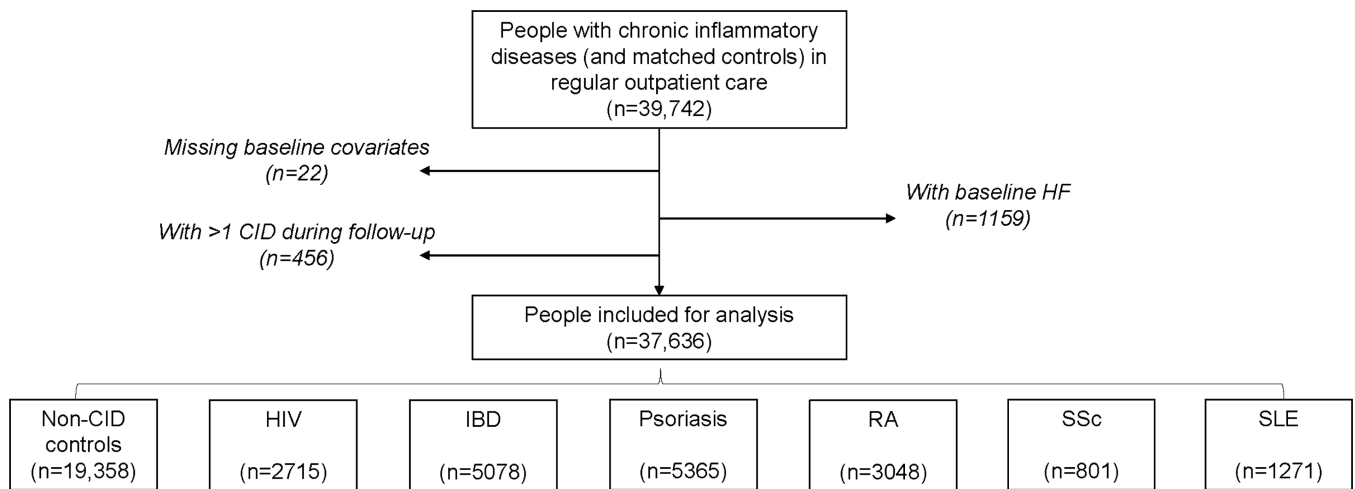 People with chronic inflammatory
diseases (and matched controls) in
regular outpatient care
(n=39,742)
Missing baseline covariates
(n=22)
With baseline HF
(n=1159)
With >1 CID during follow-up
(n=456)
People included for analysis
(n=37,636)
Non-CID
controls
(n=19,358)
HIV
(n=2715)
IBD
(n=5078)
Psoriasis
(n=5365)
RA
(n=3048)
SSc
(n=801)
SLE
(n=1271)